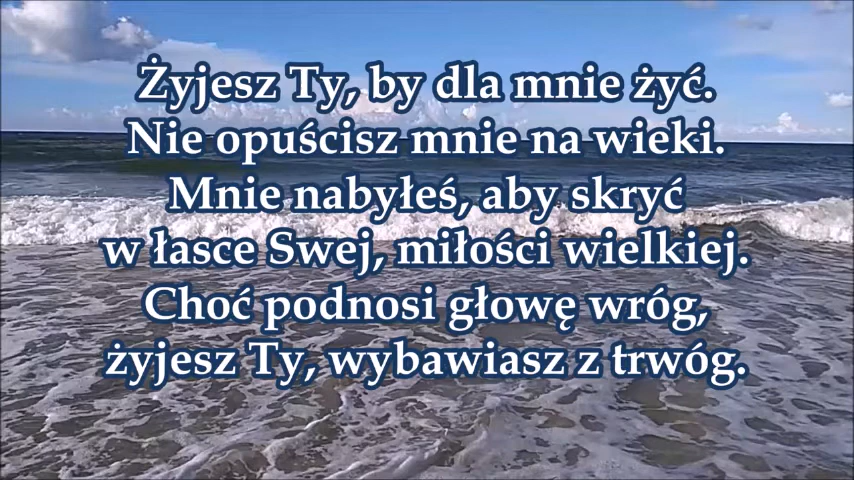 Żyjesz Ty, by dla mnie żyć.
Nie opuścisz mnie na wieki.
Mnie nabyłeś, aby skryć
w łasce Swej, miłości wielkiej.
Choć podnosi głowę wróg,
żyjesz Ty, wybawiasz z trwóg.